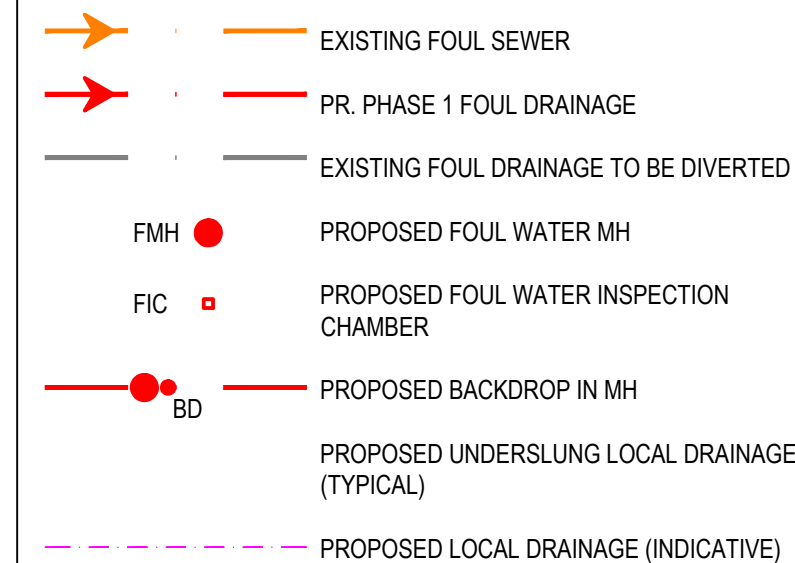 EXISTING FOUL SEWER
PR. PHASE 1 FOUL DRAINAGE
EXISTING FOUL DRAINAGE TO BE DIVERTED
FMH PROPOSED FOUL WATER MH
FIC PROPOSED FOUL WATER INSPECTION
CHAMBER
PROPOSED BACKDROP IN MH
BD
PROPOSED UNDERSLUNG LOCAL DRAINAGE
(TYPICAL)
PROPOSED LOCAL DRAINAGE (INDICATIVE)